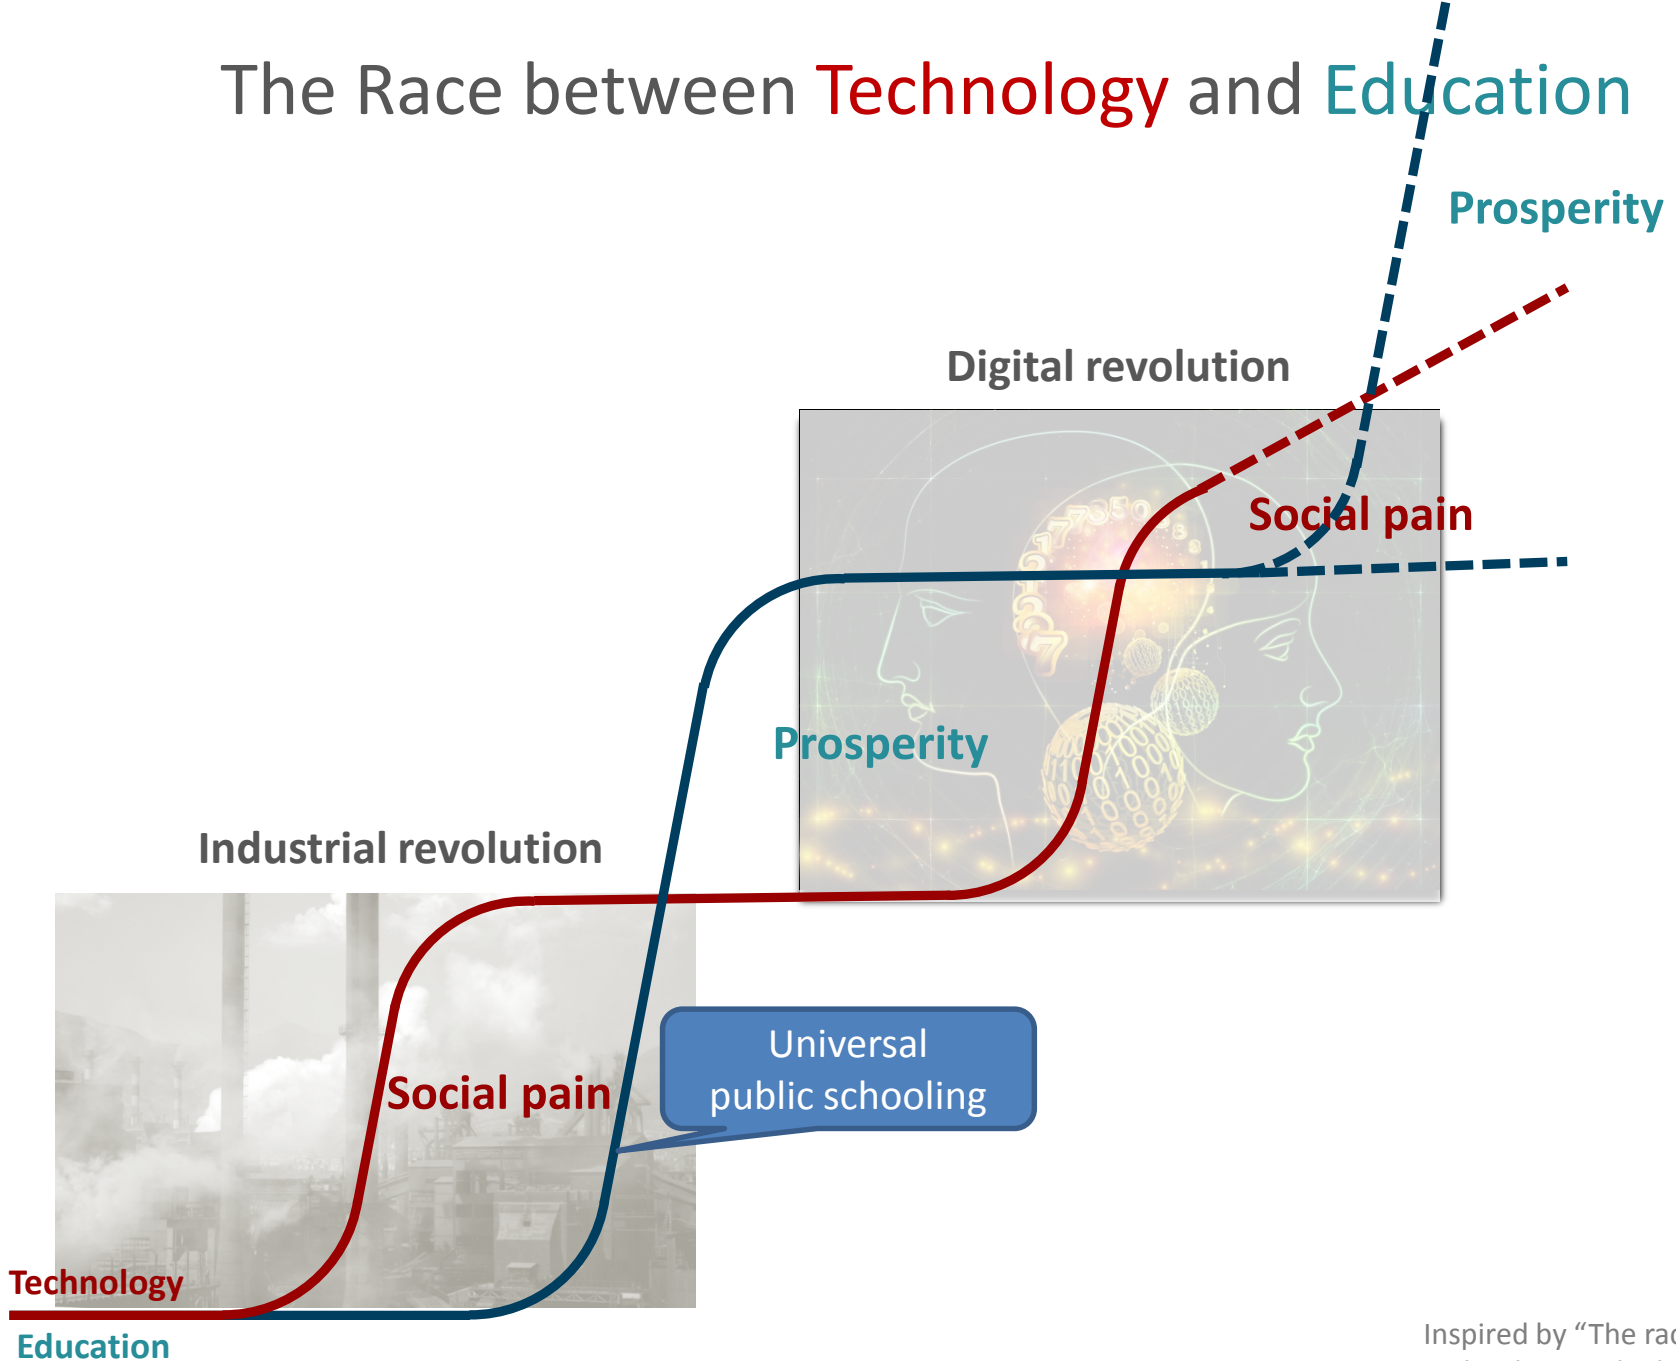 The Race between Technology and Education
Prosperity
Digital revolution
Social pain
Prosperity
Industrial revolution
Universal
public schooling
Social pain
Technology
Education
Inspired by “The